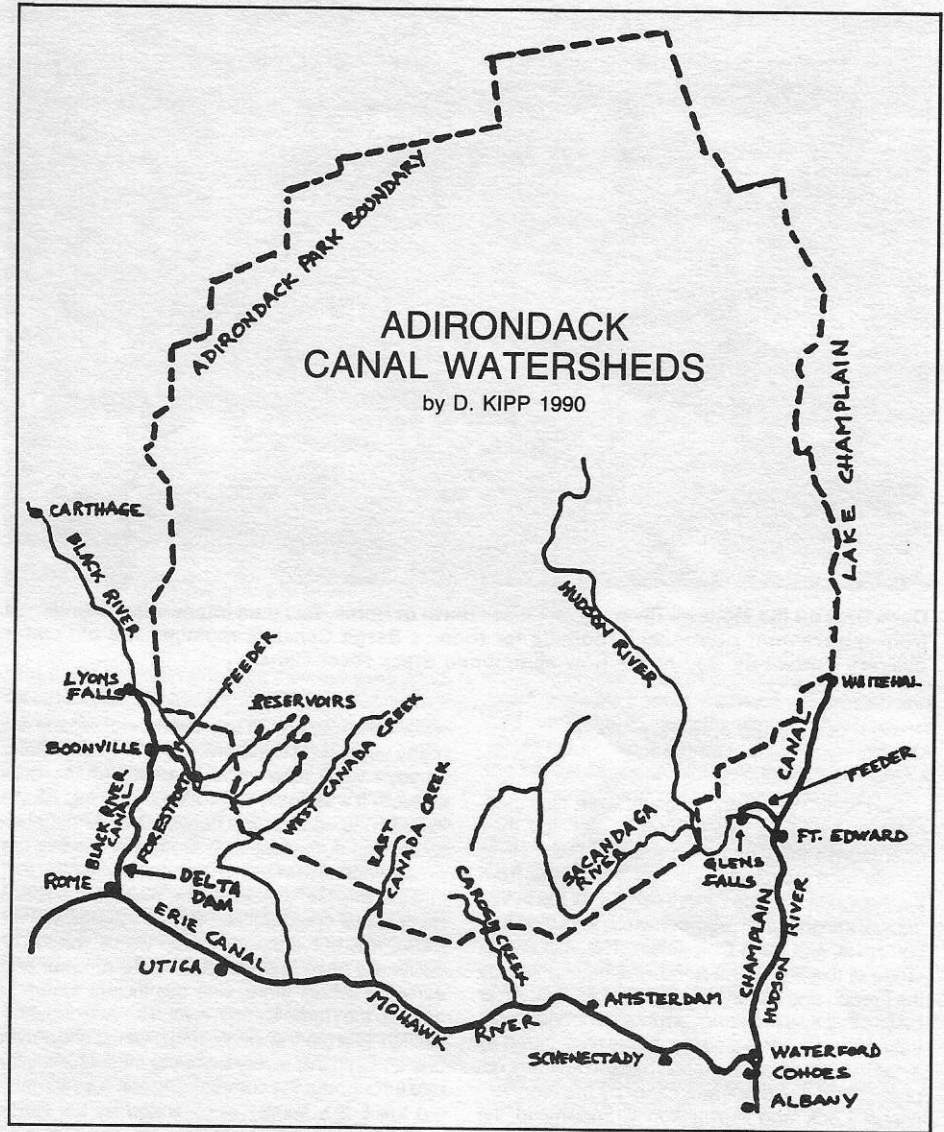 ADIRONDACK PARK BOUNDARY
ADIRONDACK
CANAL WATERSHEDS
by D. KIPP 1990
LAKE CHAMPLAIN
CARTHAGE
BLACK RIVER
HUDSON RIVER
LYONS
FALLS
FEEDER
RESERVOIRS
WHITEHAL
BOONVILLE
WEST CANADA CREEK
CANAL
FEEDER
BLACK RIVER
CANAL
FORESTPORT
EAST
CANADA CREEK
SACANDAGA
RIVER
GLENS
FALLS
FT. EDWARD
ROME
DELTA
DAM
CAROGA CREEK
ERIE CANAL
UTICA
CHAMPLAIN
HUDSON RIVER
MOHAWK
RIVER
AMSTERDAM
SCHENECTADY
WATERFORD
COHOES
ALBANY